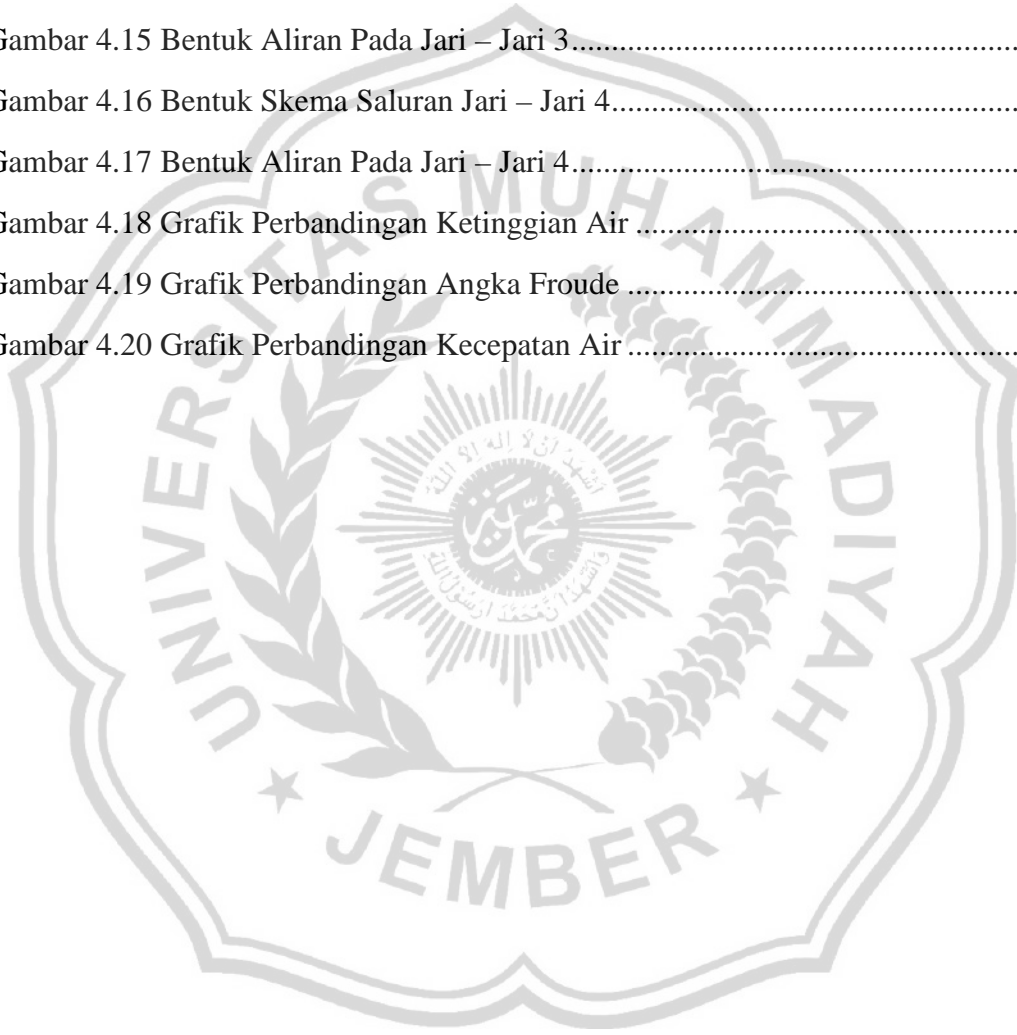 Gambar 4.15 Bentuk Aliran Pada Jari – Jari 3
Gambar 4.16 Bentuk Skema Saluran Jari – Jari 4
Gambar 4.17 Bentuk Aliran Pada Jari – Jari 4
Gambar 4.18 Grafik Perbandingan Ketinggian Air
Gambar 4.19 Grafik Perbandingan Angka Froude
Gambar 4.20 Grafik Perbandingan Kecepatan Air
UNIVERSITAS MUHAMMADIYAH
JEMBER